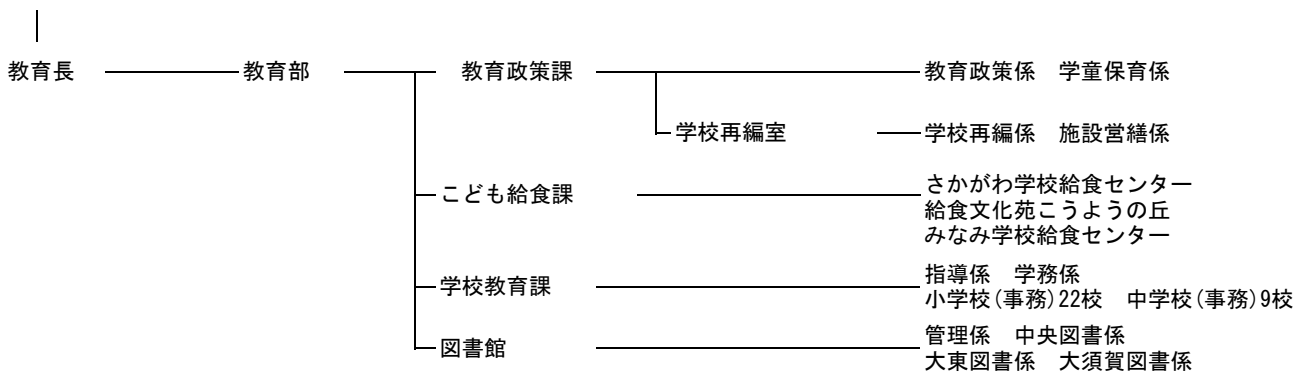 教育長 教育部 教育政策課 教育政策係 学童保育係
学校再編室 学校再編係 施設営繕係
こども給食課 さかがわ学校給食センター
給食文化苑こうようの丘
みなみ学校給食センター
学校教育課 指導係 学務係
小学校(事務)22校 中学校(事務)9校
図書館 管理係 中央図書係
大東図書係 大須賀図書係